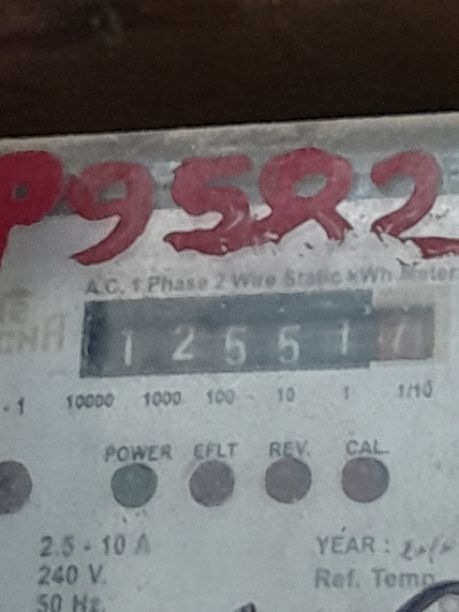 P9582
A.C. 1 Phase 2 Wire Static kWh Meter
1 2 5 5 1
- 1 10000 1000 100 10 1 1/10
POWER EFLT REV. CAL.
2.5 - 10 A
YEAR :
240 V.
Ref. Temp
50 Hz.